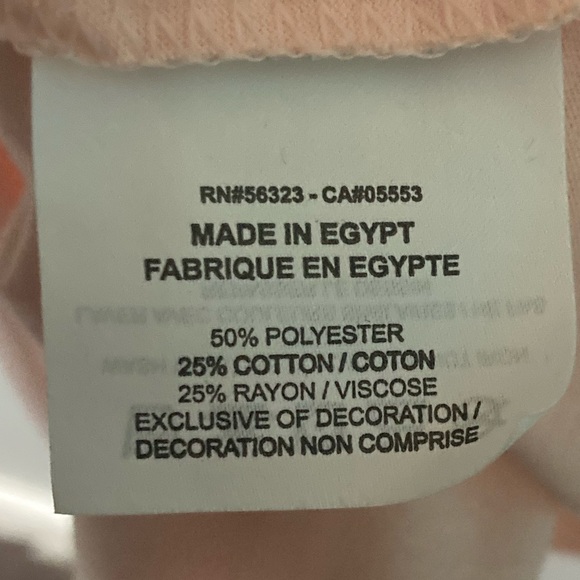 RN#56323 - CA#05553
MADE IN EGYPT
FABRIQUE EN EGYPTE
50% POLYESTER
25% COTTON / COTON
25% RAYON / VISCOSE
EXCLUSIVE OF DECORATION /
DECORATION NON COMPRISE